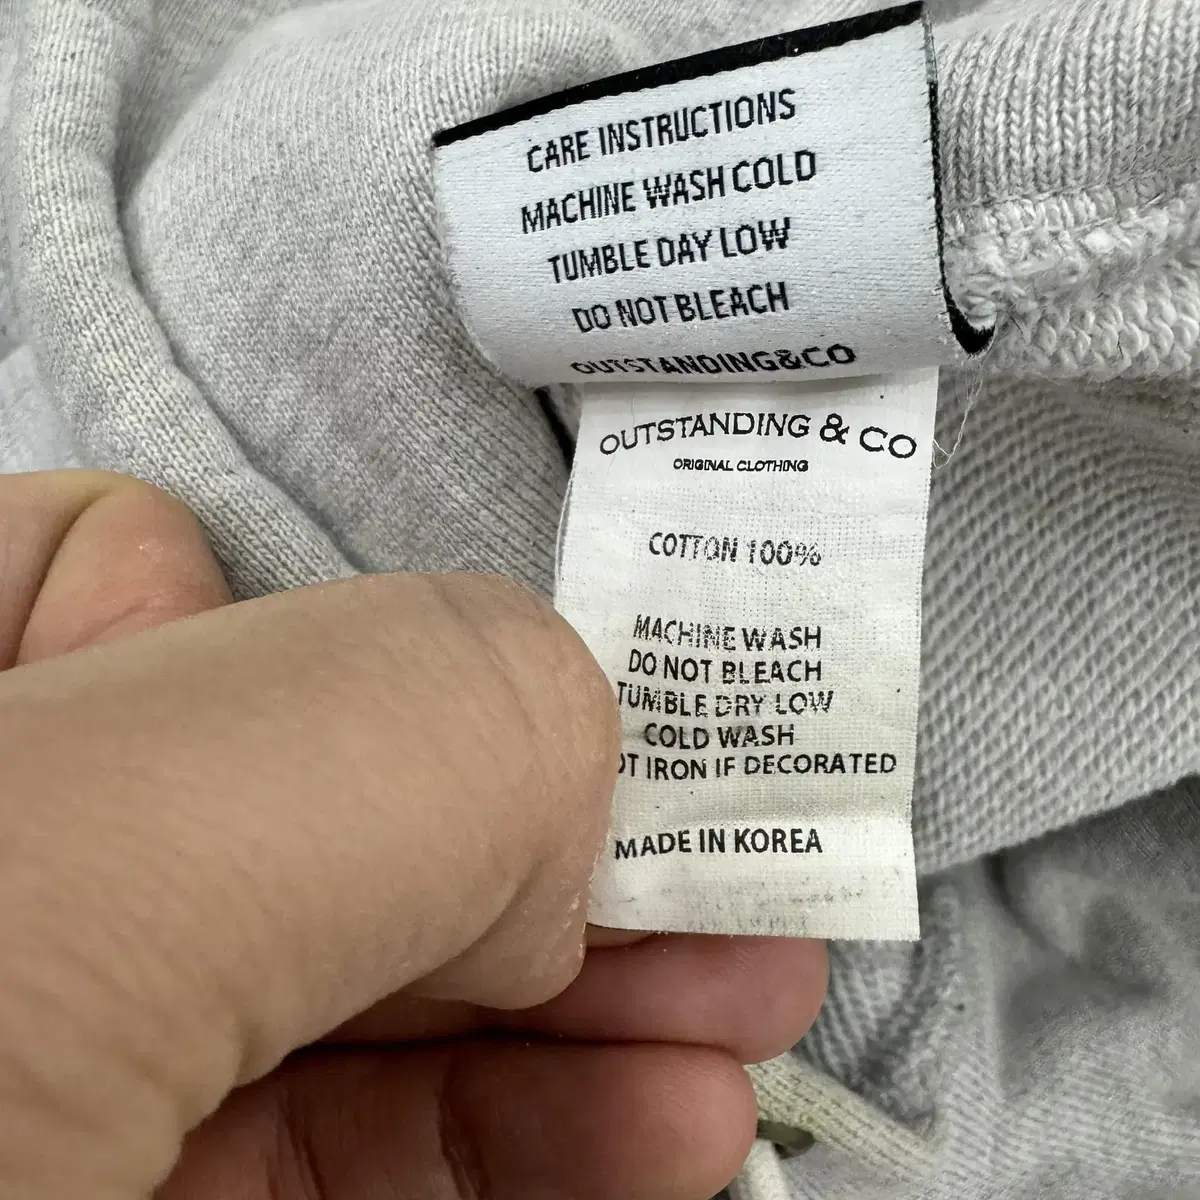 CARE INSTRUCTIONS
MACHINE WASH COLD
TUMBLE DAY LOW
DO NOT BLEACH
OUTSTANDING&CO
OUTSTANDING & CO
ORIGINAL CLOTHING
COTTON 100%
MACHINE WASH
DO NOT BLEACH
TUMBLE DRY LOW
COLD WASH
OT IRON IF DECORATED
MADE IN KOREA